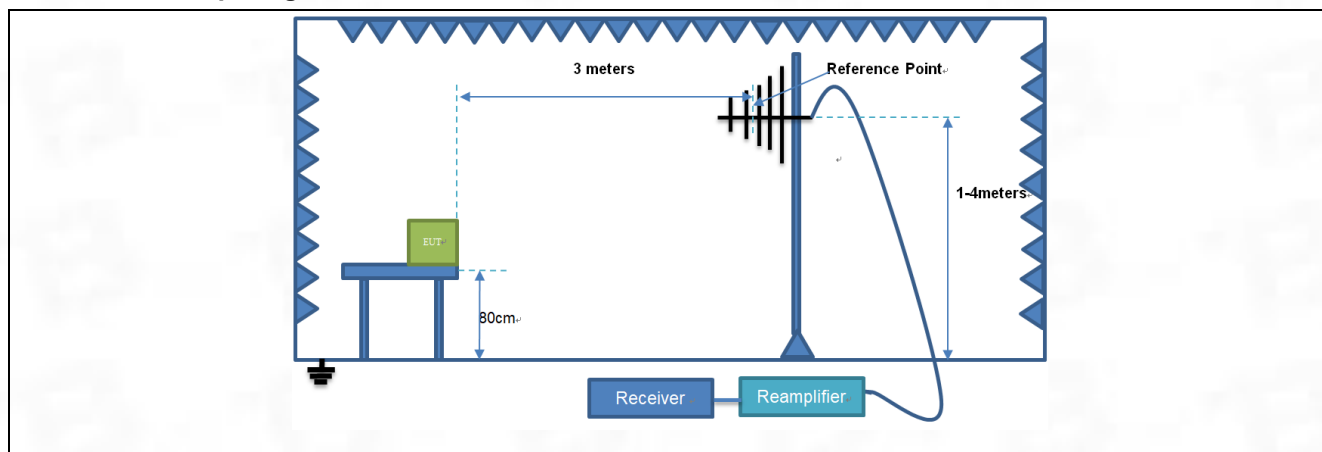 3 meters
Reference Point
1-4meters
EUT
80cm
Receiver
Reamplifier